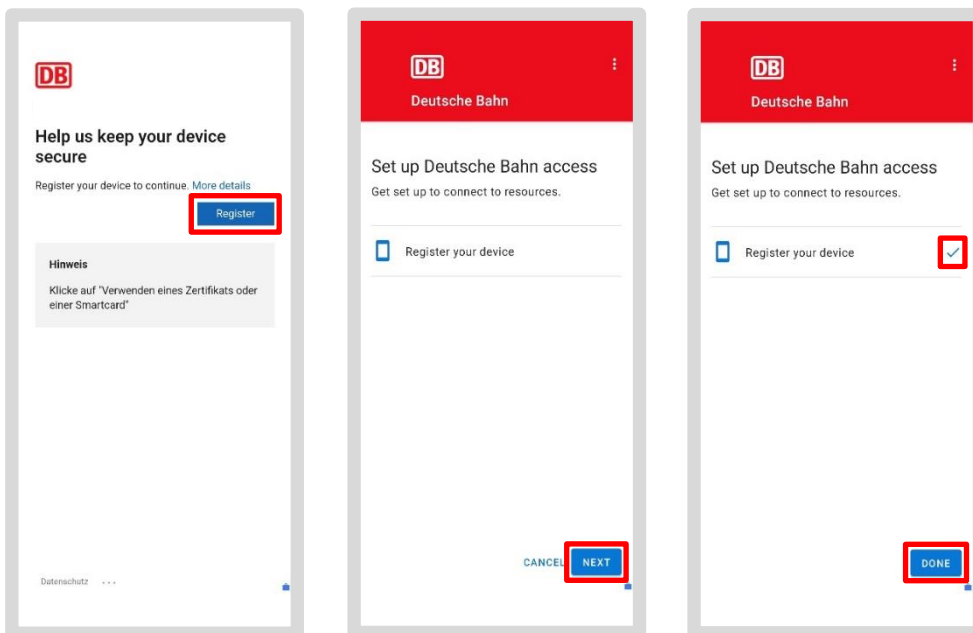 DB
Help us keep your device
secure
Register your device to continue. More details
Register
Hinweis
Klicke auf "Verwenden eines Zertifikats oder
einer Smartcard"
Datenschutz ...
DB
Deutsche Bahn
Set up Deutsche Bahn access
Get set up to connect to resources.
Register your device
CANCEL NEXT
DB
Deutsche Bahn
Set up Deutsche Bahn access
Get set up to connect to resources.
Register your device
DONE